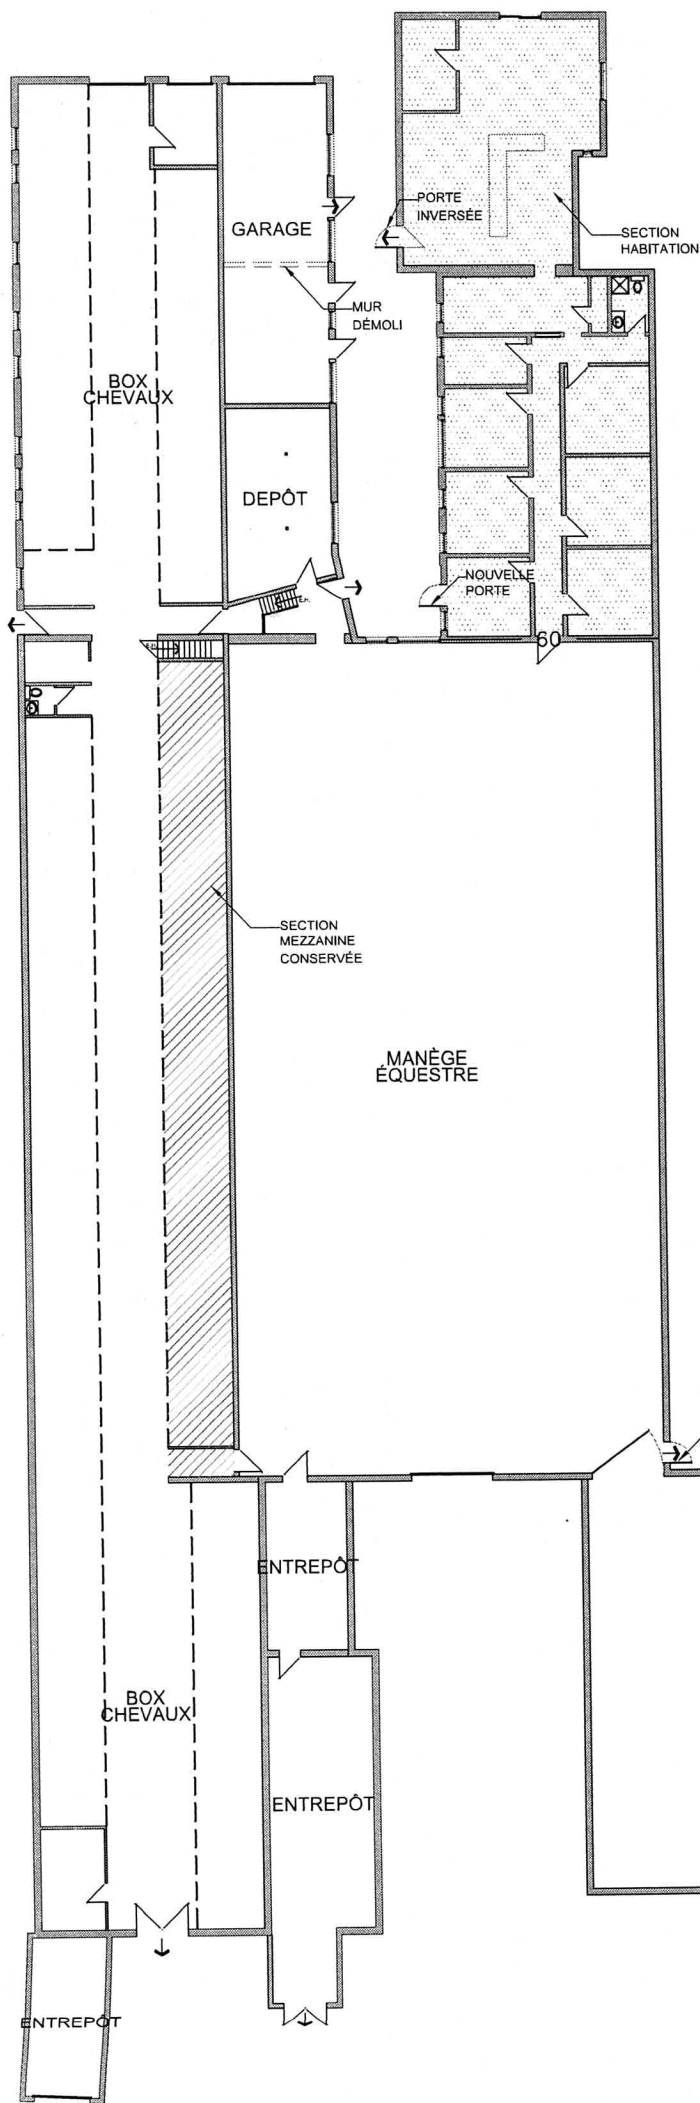 PORTE
INVERSÉE
SECTION
HABITATION
GARAGE
MUR
DÉMOLI
BOX
CHEVAUX
DEPÔT
NOUVELLE
PORTE
E.H.
60
SECTION
MEZZANINE
CONSERVÉE
MANÈGE
ÉQUESTRE
ENTREPÔT
BOX
CHEVAUX
ENTREPÔT
ENTREPÔT